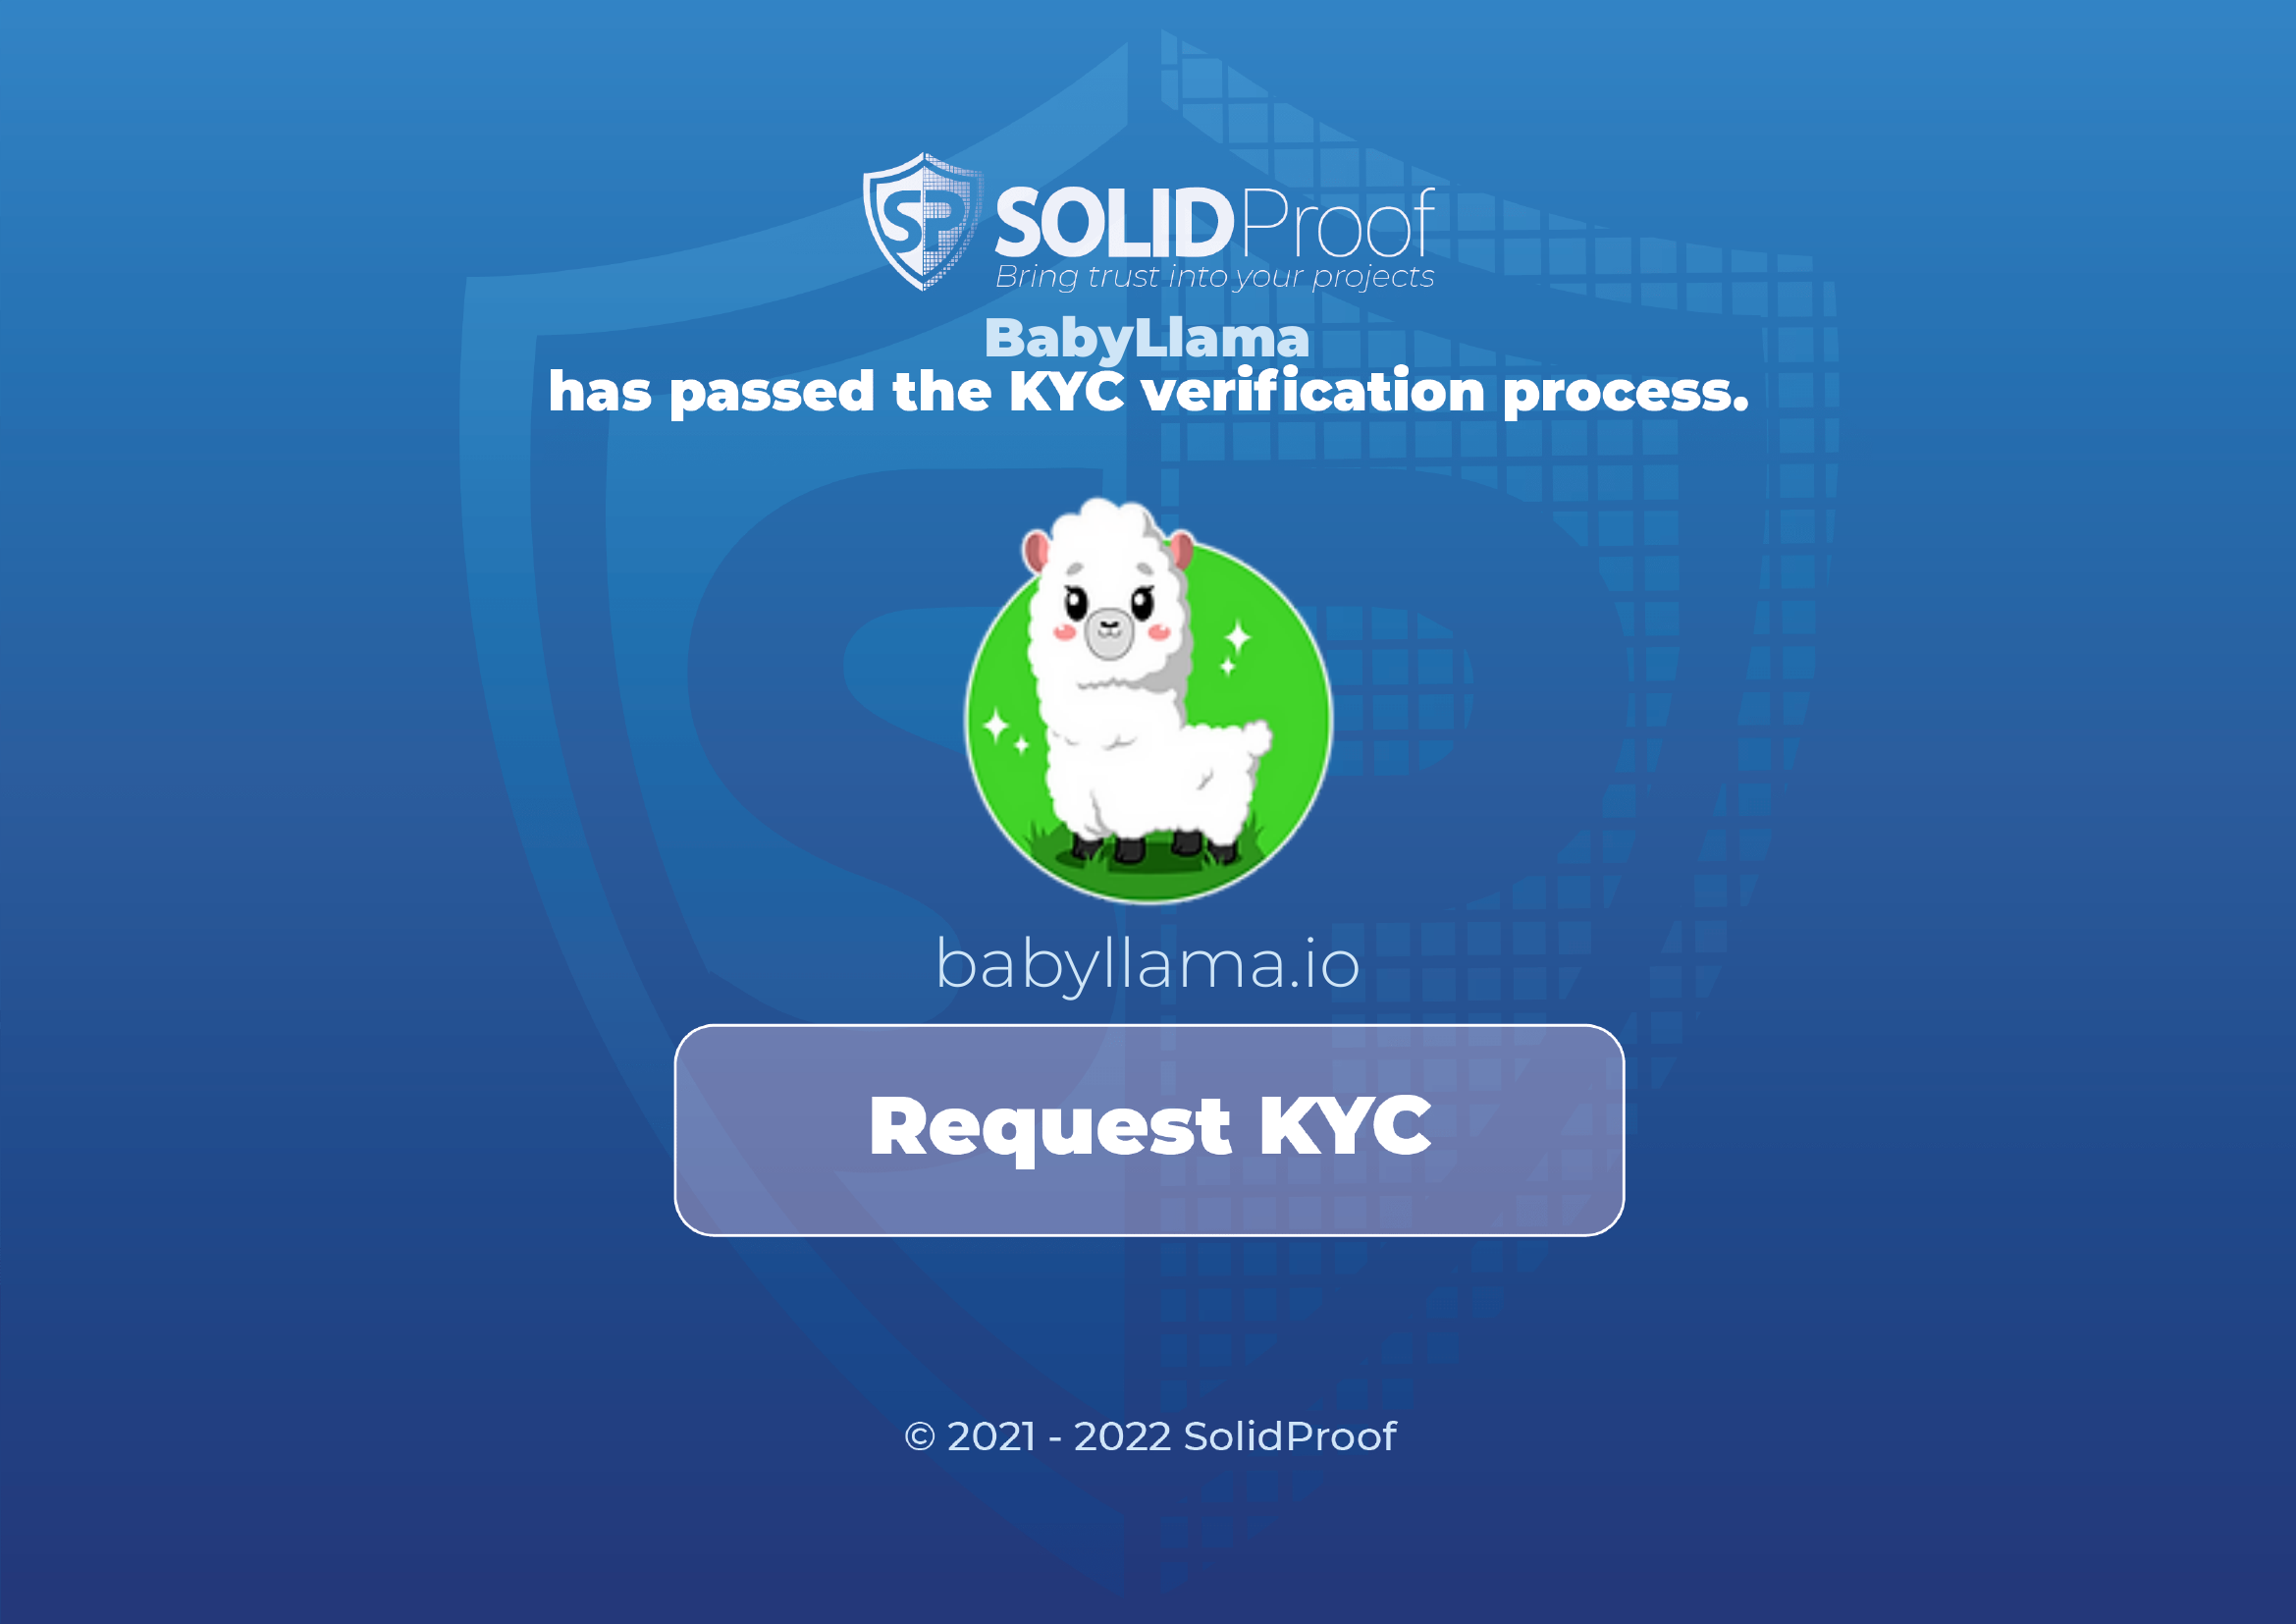 SP SOLIDProof
Bring trust into your projects
BabyLlama
has passed the KYC verification process.
babyllama.io
Request KYC
© 2021 - 2022 SolidProof